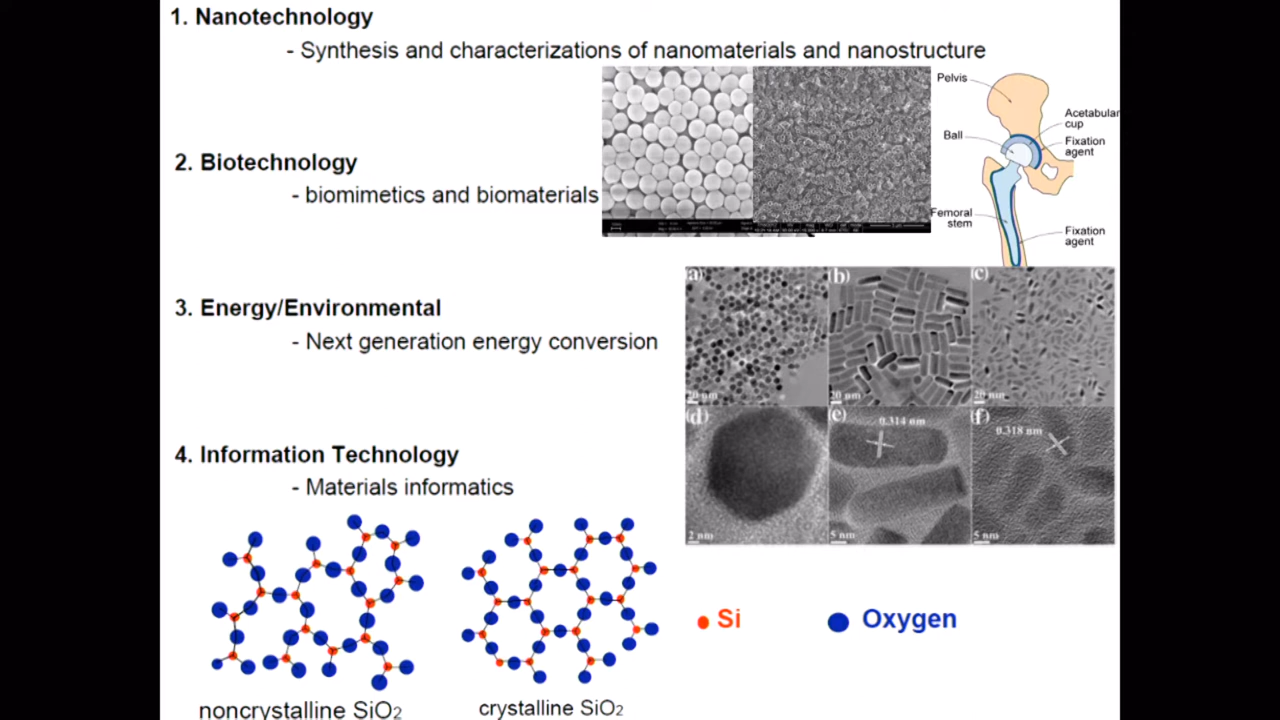 1. Nanotechnology
- Synthesis and characterizations of nanomaterials and nanostructure
Pelvis
Acetabular
cup
Ball
Fixation
agent
2. Biotechnology
- biomimetics and biomaterials
Femoral
stem
Fixation
agent
a)
(b)
(c)
3. Energy/Environmental
- Next generation energy conversion
20 nm
20 nm
20 nm
(d)
(e)
0.314 nm
(f)
0.318 nm
4. Information Technology
- Materials informatics
2 nm
5 nm
5 nm
Si
Oxygen
noncrystalline SiO2
crystalline SiO2